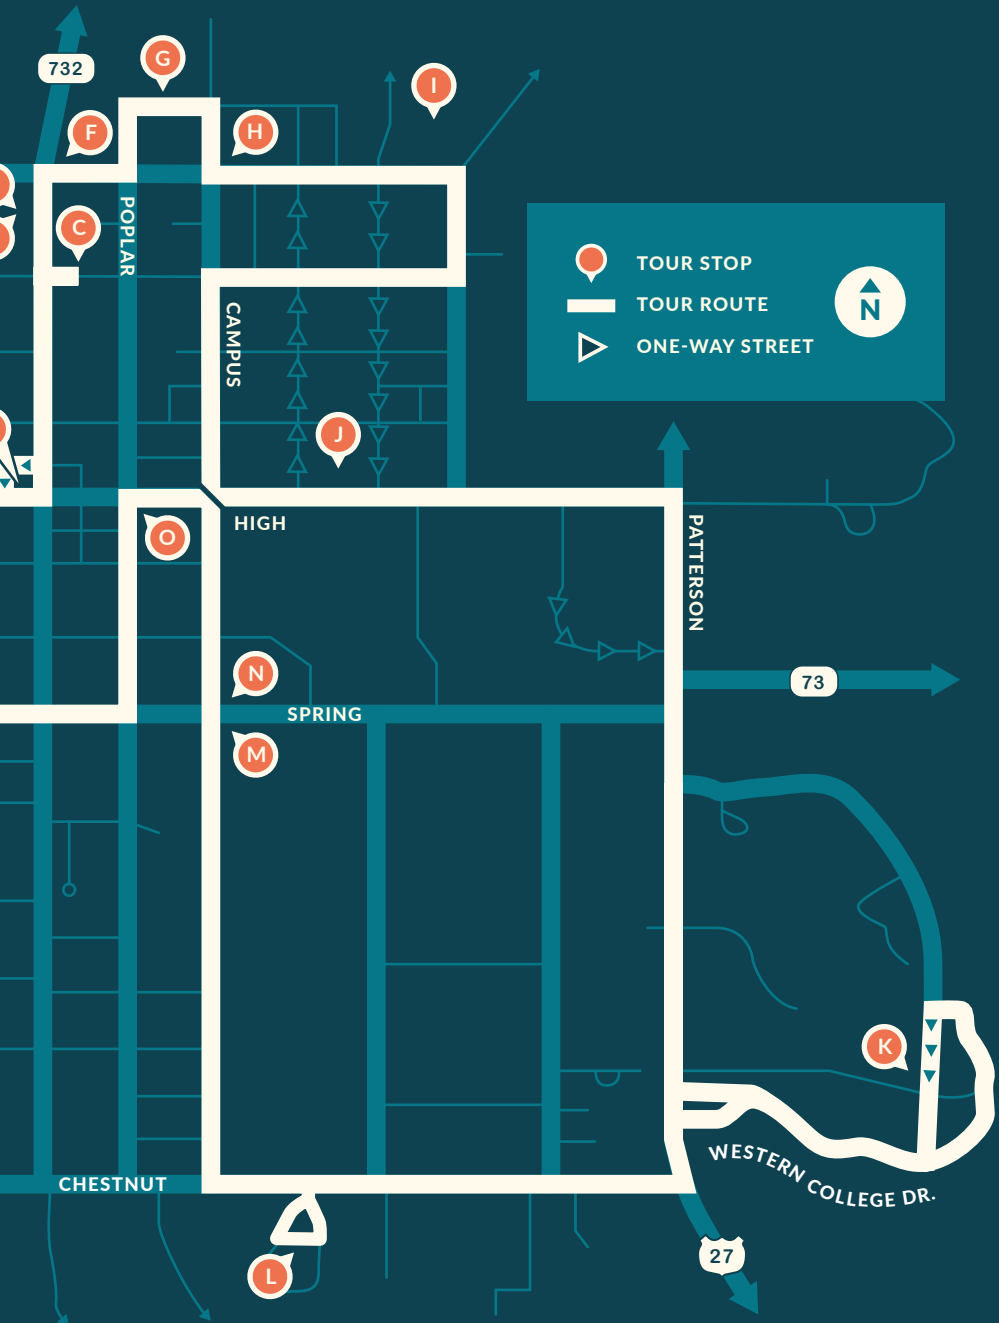 732
G
I
F
H
C
POPLAR
TOUR STOP
TOUR ROUTE
N
ONE-WAY STREET
CAMPUS
J
HIGH
O
PATTERSON
N
73
SPRING
M
K
WESTERN COLLEGE DR.
CHESTNUT
27
L